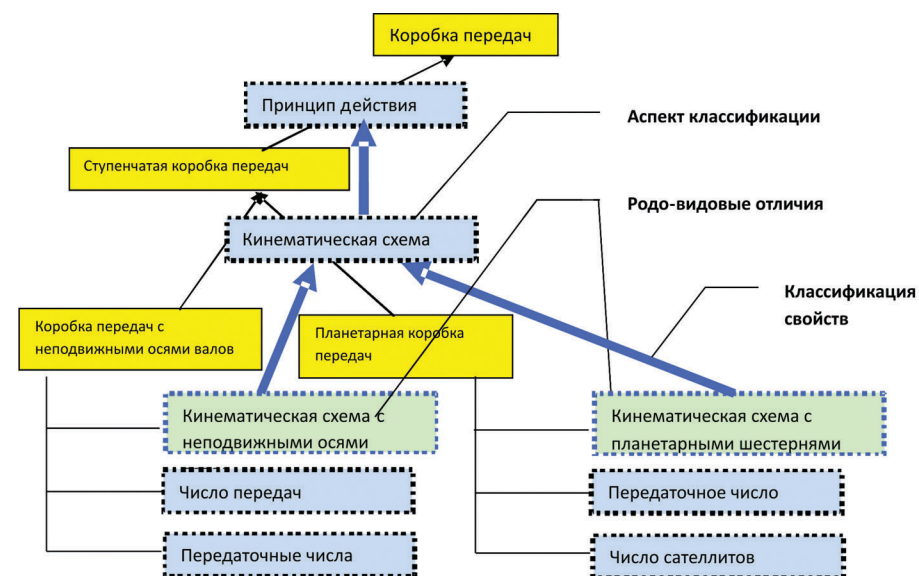 Коробка передач
Принцип действия
Аспект классификации
Ступенчатая коробка передач
Родо-видовые отличия
Кинематическая схема
Классификация
свойств
Коробка передач с
неподвижными осями валов
Планетарная коробка
передач
Кинематическая схема с
неподвижными осями
Кинематическая схема с
планетарными шестернями
Число передач
Передаточное число
Передаточные числа
Число сателлитов